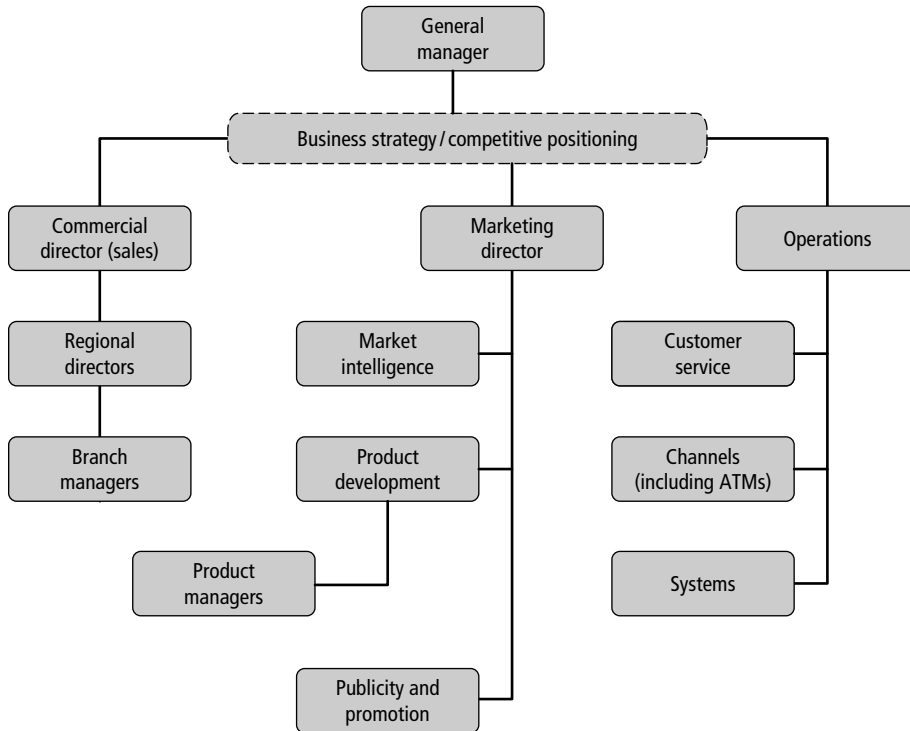 General
manager
Business strategy / competitive positioning
Commercial
director (sales)
Marketing
director
Operations
Regional
directors
Market
intelligence
Customer
service
Branch
managers
Product
development
Channels
(including ATMs)
Product
managers
Systems
Publicity and
promotion